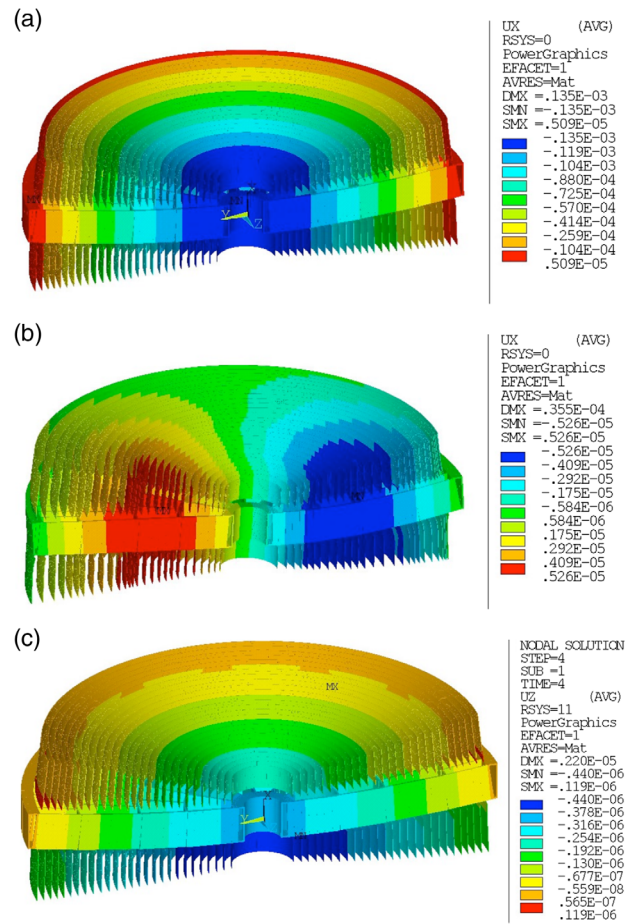 (a)
UX (AVG)
RSYS=0
PowerGraphics
EFACET=1
AVRES=Mat
DMX =.135E-03
SMN =-.135E-03
SMX =.509E-05
-.135E-03
-.119E-03
-.104E-03
-.880E-04
-.725E-04
-.570E-04
-.414E-04
-.259E-04
-.104E-04
.509E-05
Y
Z
(b)
UX (AVG)
RSYS=0
PowerGraphics
EFACET=1
AVRES=Mat
DMX =.355E-04
SMN =-.526E-05
SMX =.526E-05
-.526E-05
-.409E-05
-.292E-05
-.175E-05
-.584E-06
.584E-06
.175E-05
.292E-05
.409E-05
.526E-05
(c)
NODAL SOLUTION
STEP=4
SUB =1
TIME=4
UZ (AVG)
RSYS=11
PowerGraphics
EFACET=1
AVRES=Mat
DMX =.220E-05
SMN =-.440E-06
SMX =.119E-06
-.440E-06
-.378E-06
-.316E-06
-.254E-06
-.192E-06
-.130E-06
-.677E-07
-.559E-08
.565E-07
.119E-06
MX
X
Y